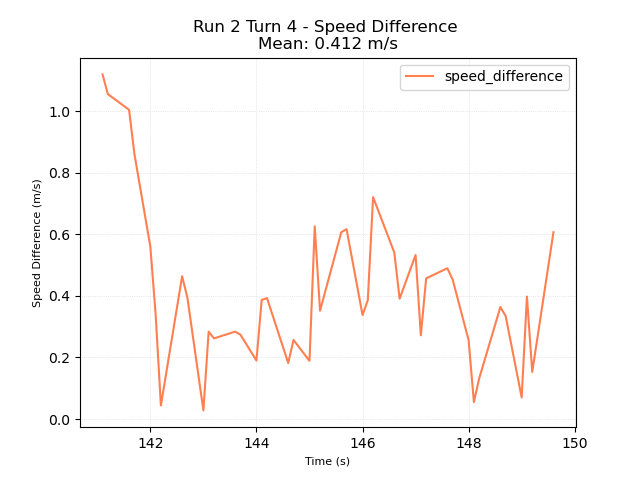 Run 2 Turn 4 - Speed Difference
Mean: 0.412 m/s
speed_difference
Speed Difference (m/s)
1.0
0.8
0.6
0.4
0.2
0.0
142
144
146
148
150
Time (s)